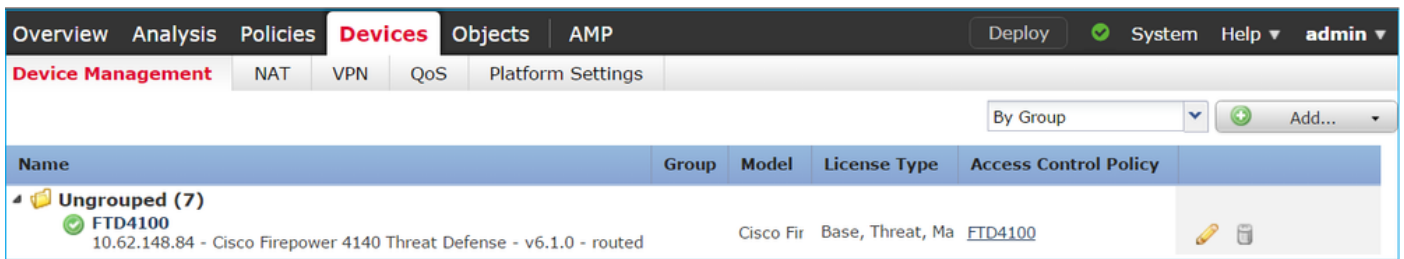 Overview Analysis Policies Devices Objects AMP Deploy System Help admin
Device Management NAT VPN QoS Platform Settings
By Group Add...
Name Group Model License Type Access Control Policy
Ungrouped (7)
FTD4100
10.62.148.84 - Cisco Firepower 4140 Threat Defense - v6.1.0 - routed Cisco Fir Base, Threat, Ma FTD4100